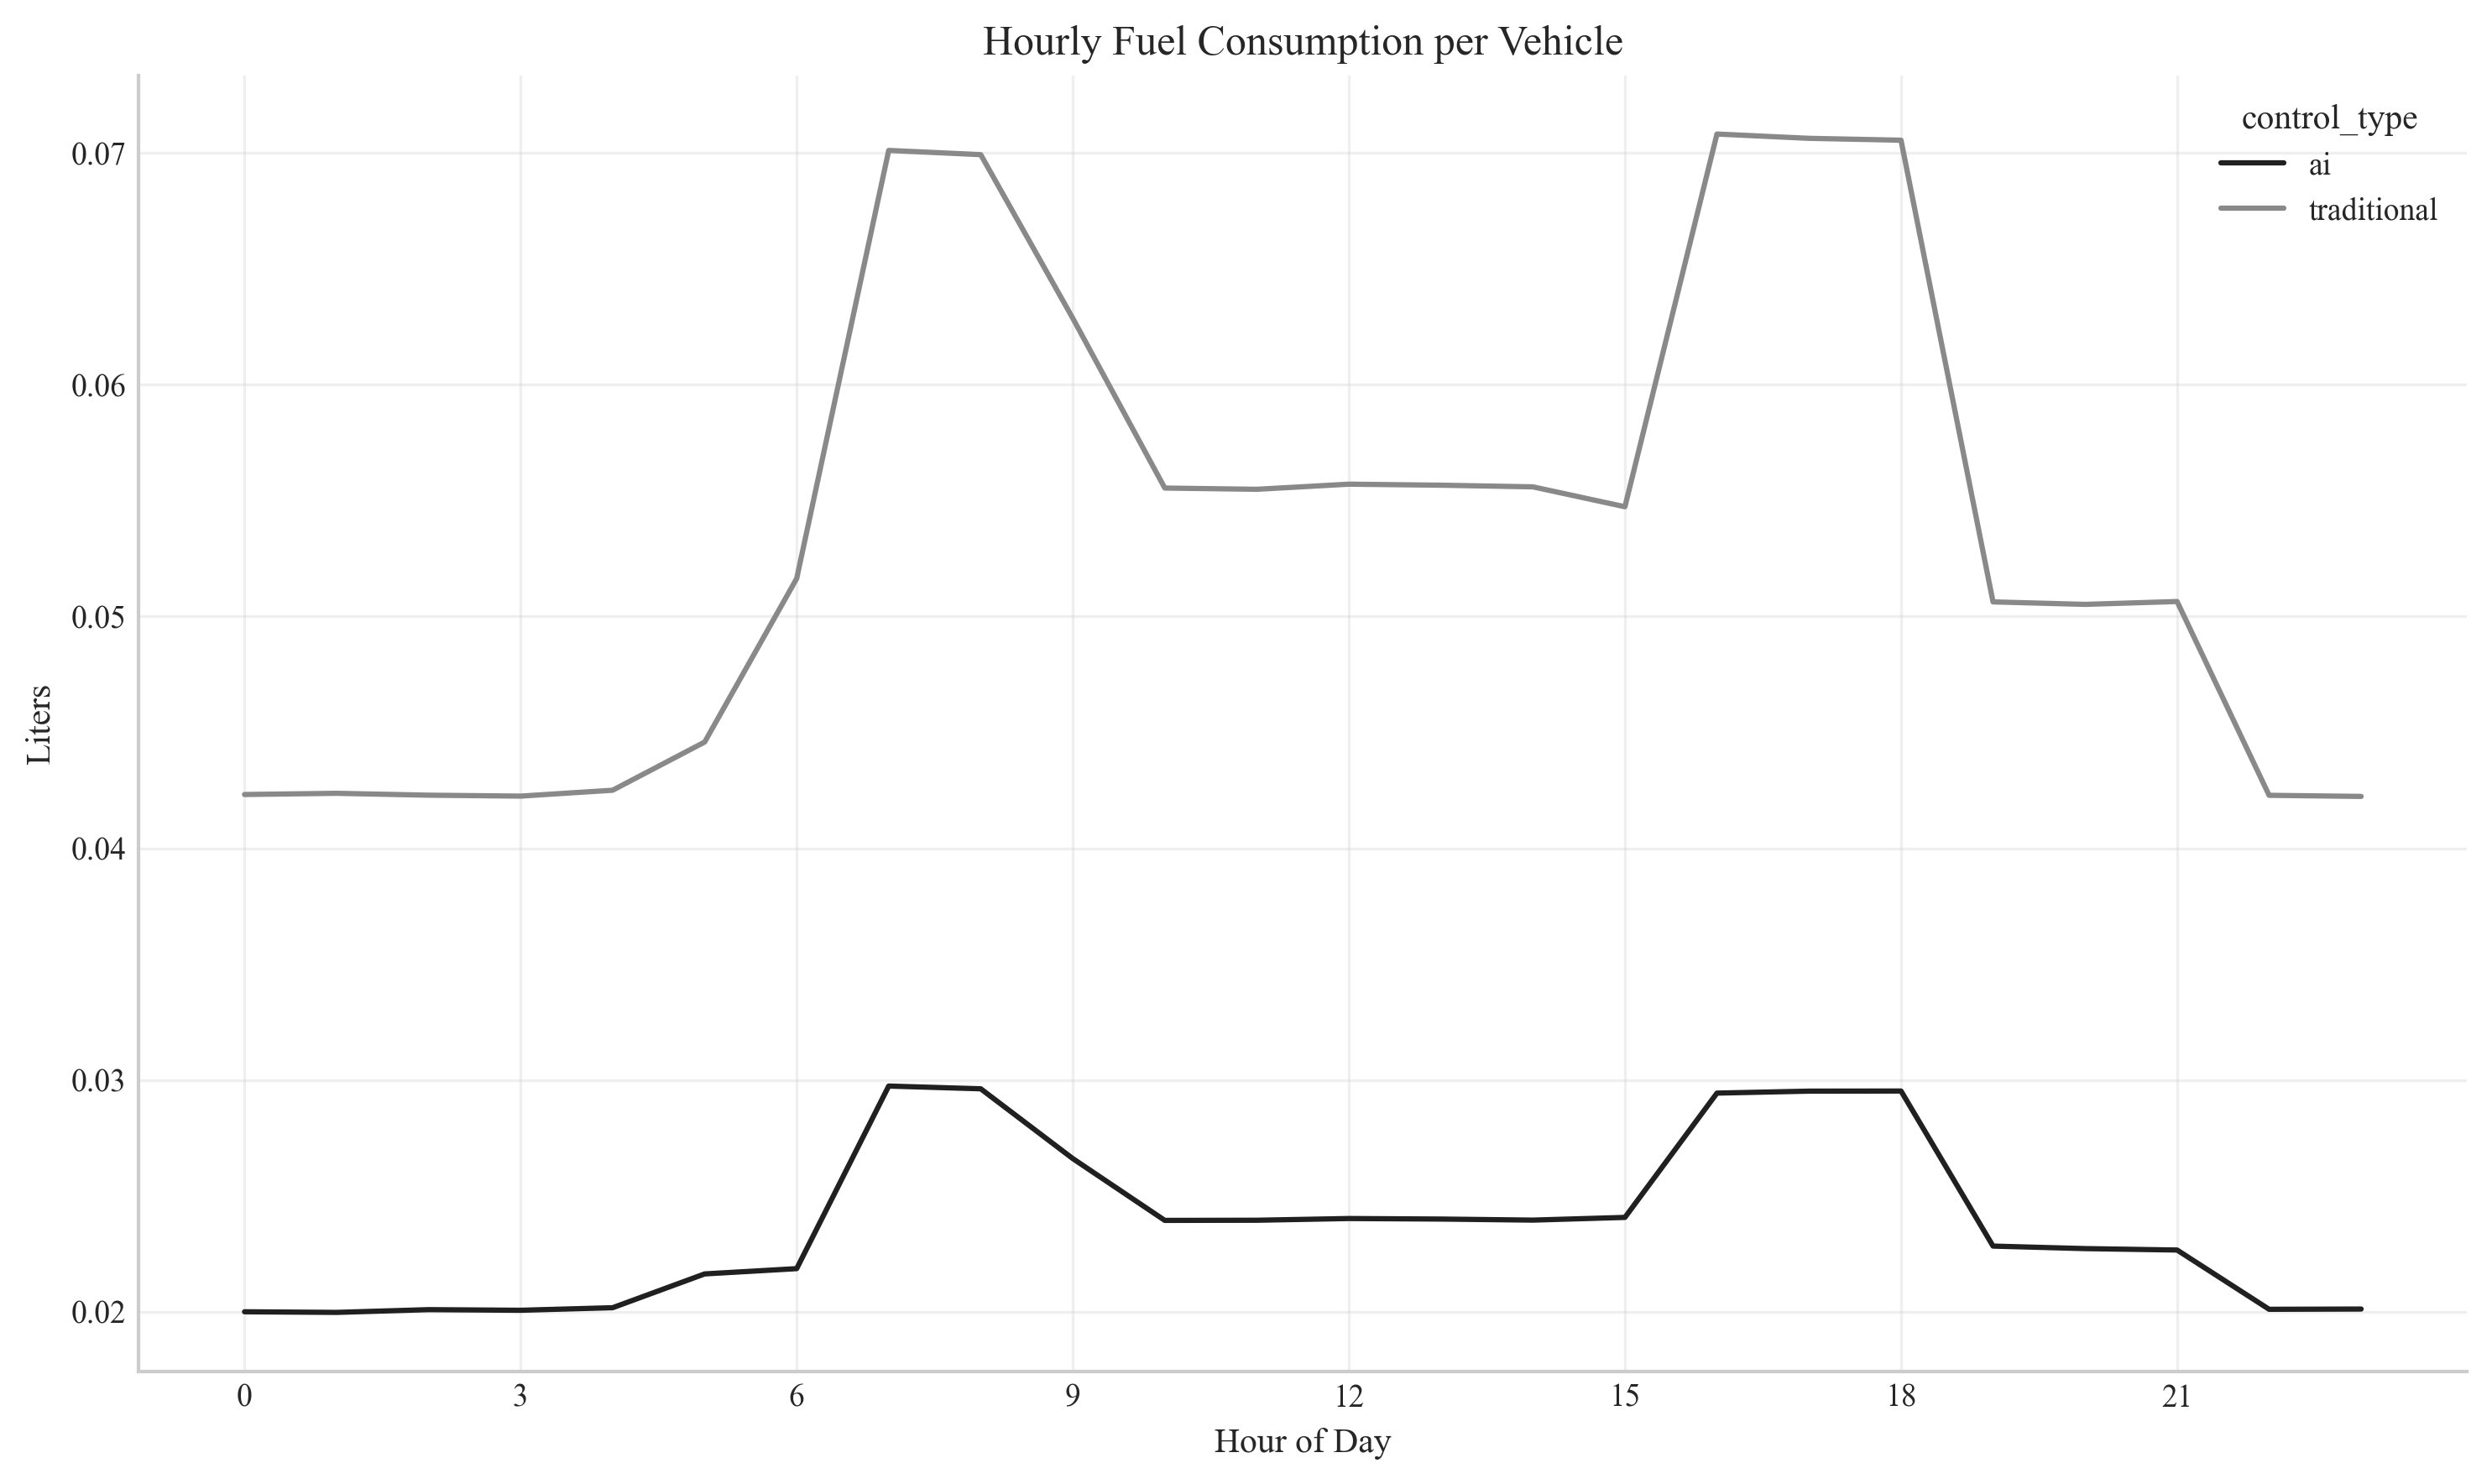 Hourly Fuel Consumption per Vehicle
control_type
ai
traditional
0.07
0.06
0.05
0.04
0.03
0.02
Liters
0 3 6 9 12 15 18 21
Hour of Day